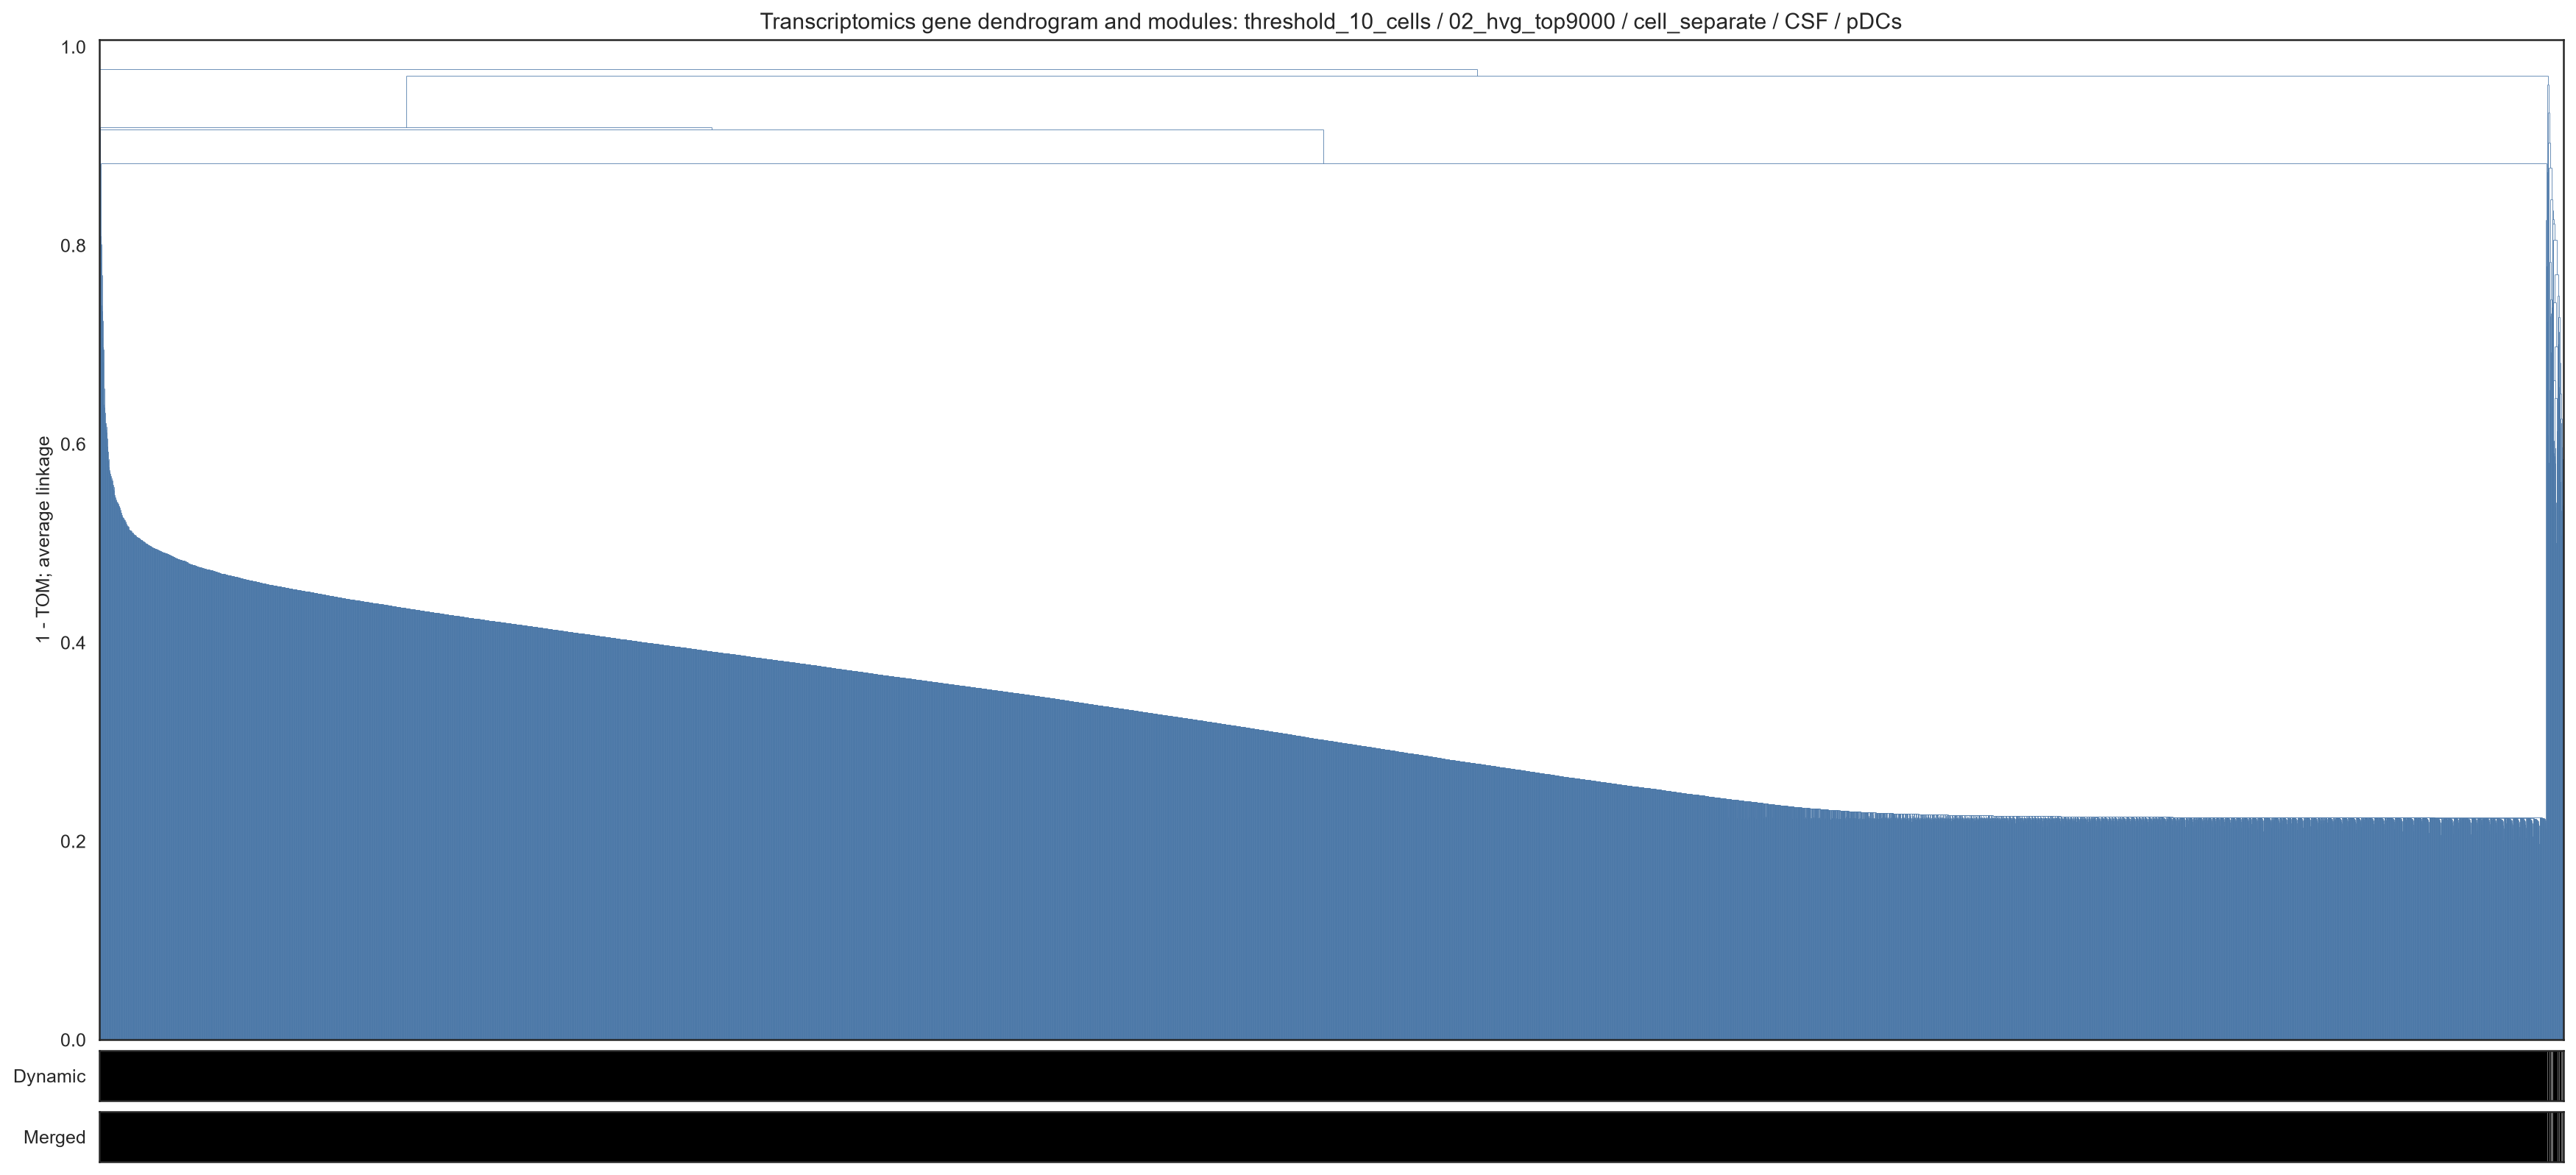 Transcriptomics gene dendrogram and modules: threshold_10_cells / 02_hvg_top9000 / cell_separate / CSF / pDCs
1.0
0.8
0.6
0.4
0.2
0.0
1 - TOM; average linkage
Dynamic
Merged